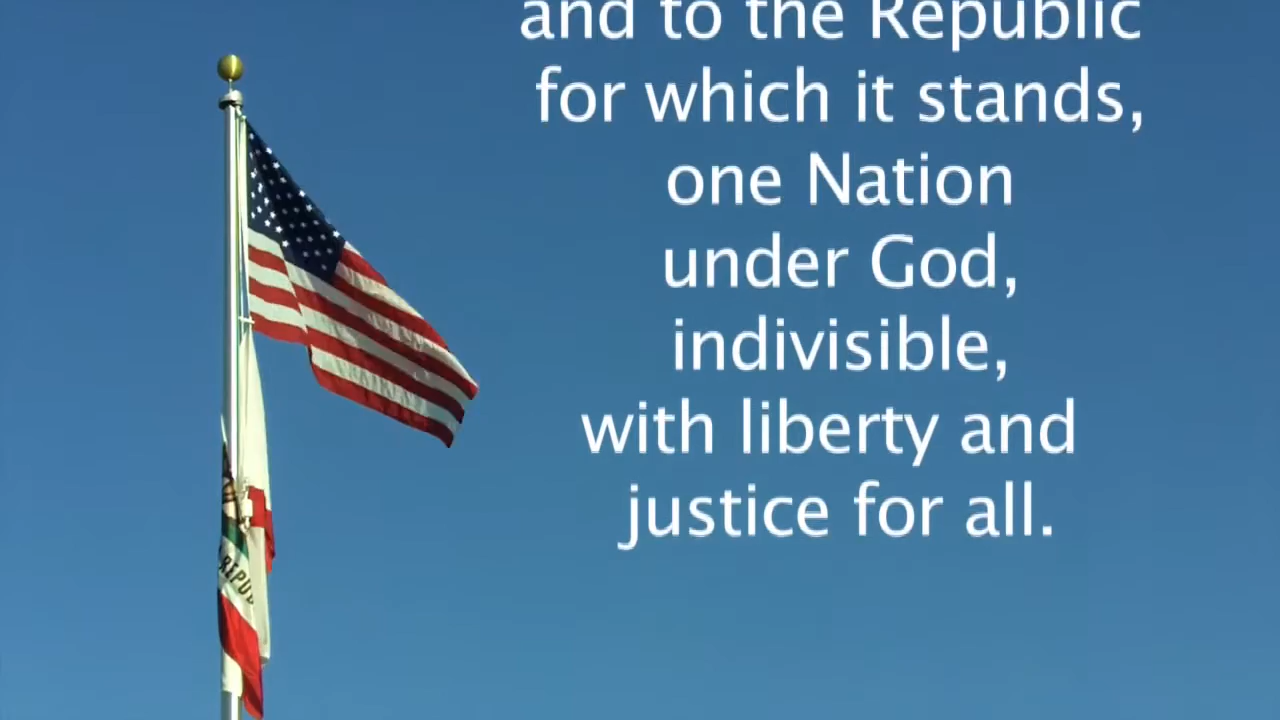 and to the Republic
for which it stands,
one Nation
under God,
indivisible,
with liberty and
justice for all.
REPU